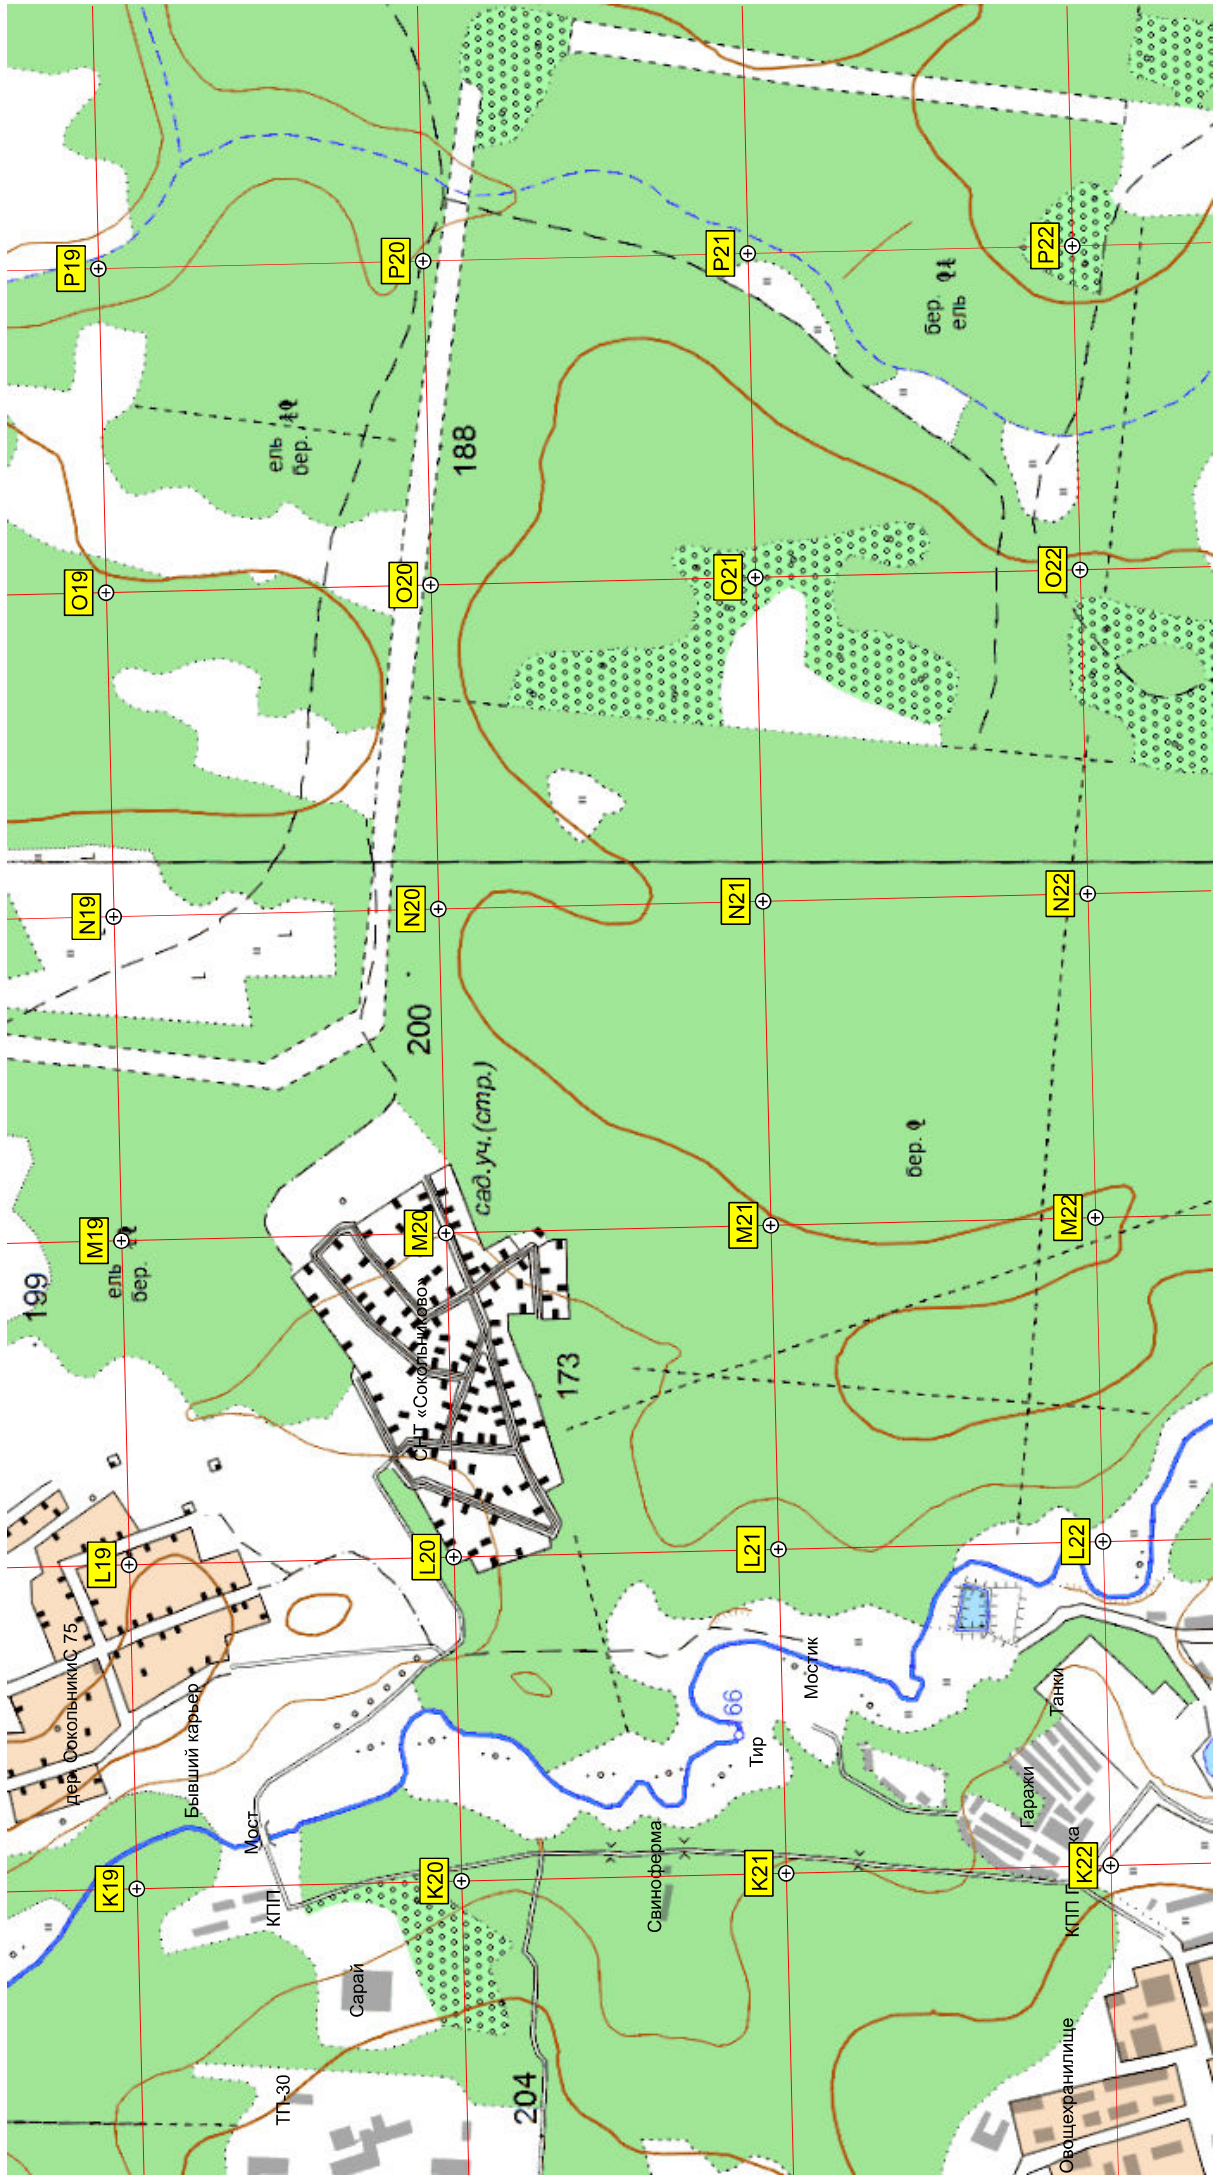 P19
P20
P21
P22
бер.
ель
ель
бер.
188
O19
O20
O21
O22
N19
N20
N21
N22
L
L
L
200
сад.уч.(стр.)
бер.
M19
M20
M21
M22
199
ель
бер.
СНТ «Сокольниково»
173
L19
L20
L21
L22
дер. Сокольники
С 75
Бывший карьер
Мост
Мостик
Танки
Тир
Гаражи
K19
K20
K21
K22
КПП
Свиноферма
КПП
Сарай
ТП-30
204
Овощехранилище